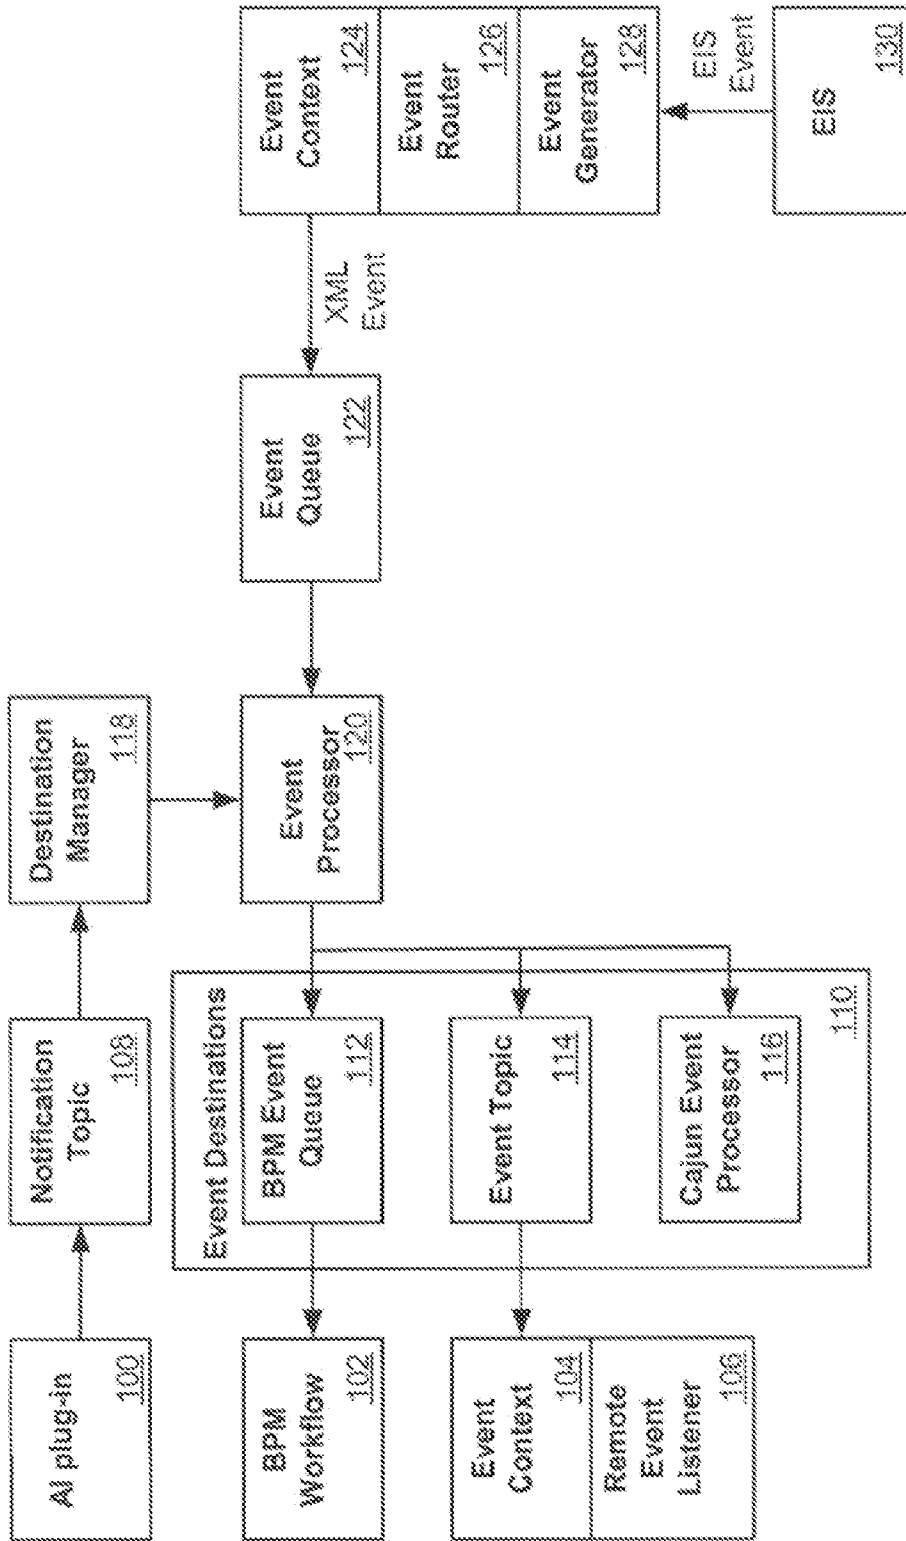 AI plug-in
100
Notification
Topic
108
Destination
Manager
118
BPM
Workflow
102
Event Destinations
BPM Event
Queue
112
Event
Processor
120
Event
Queue
122
XML
Event
Event
Context
124
Event
Router
126
Event
Generator
128
EIS
Event
EIS
130
Event
Context
104
Remote
Event
Listener
106
Event Topic
114
Cajun Event
Processor
116
110